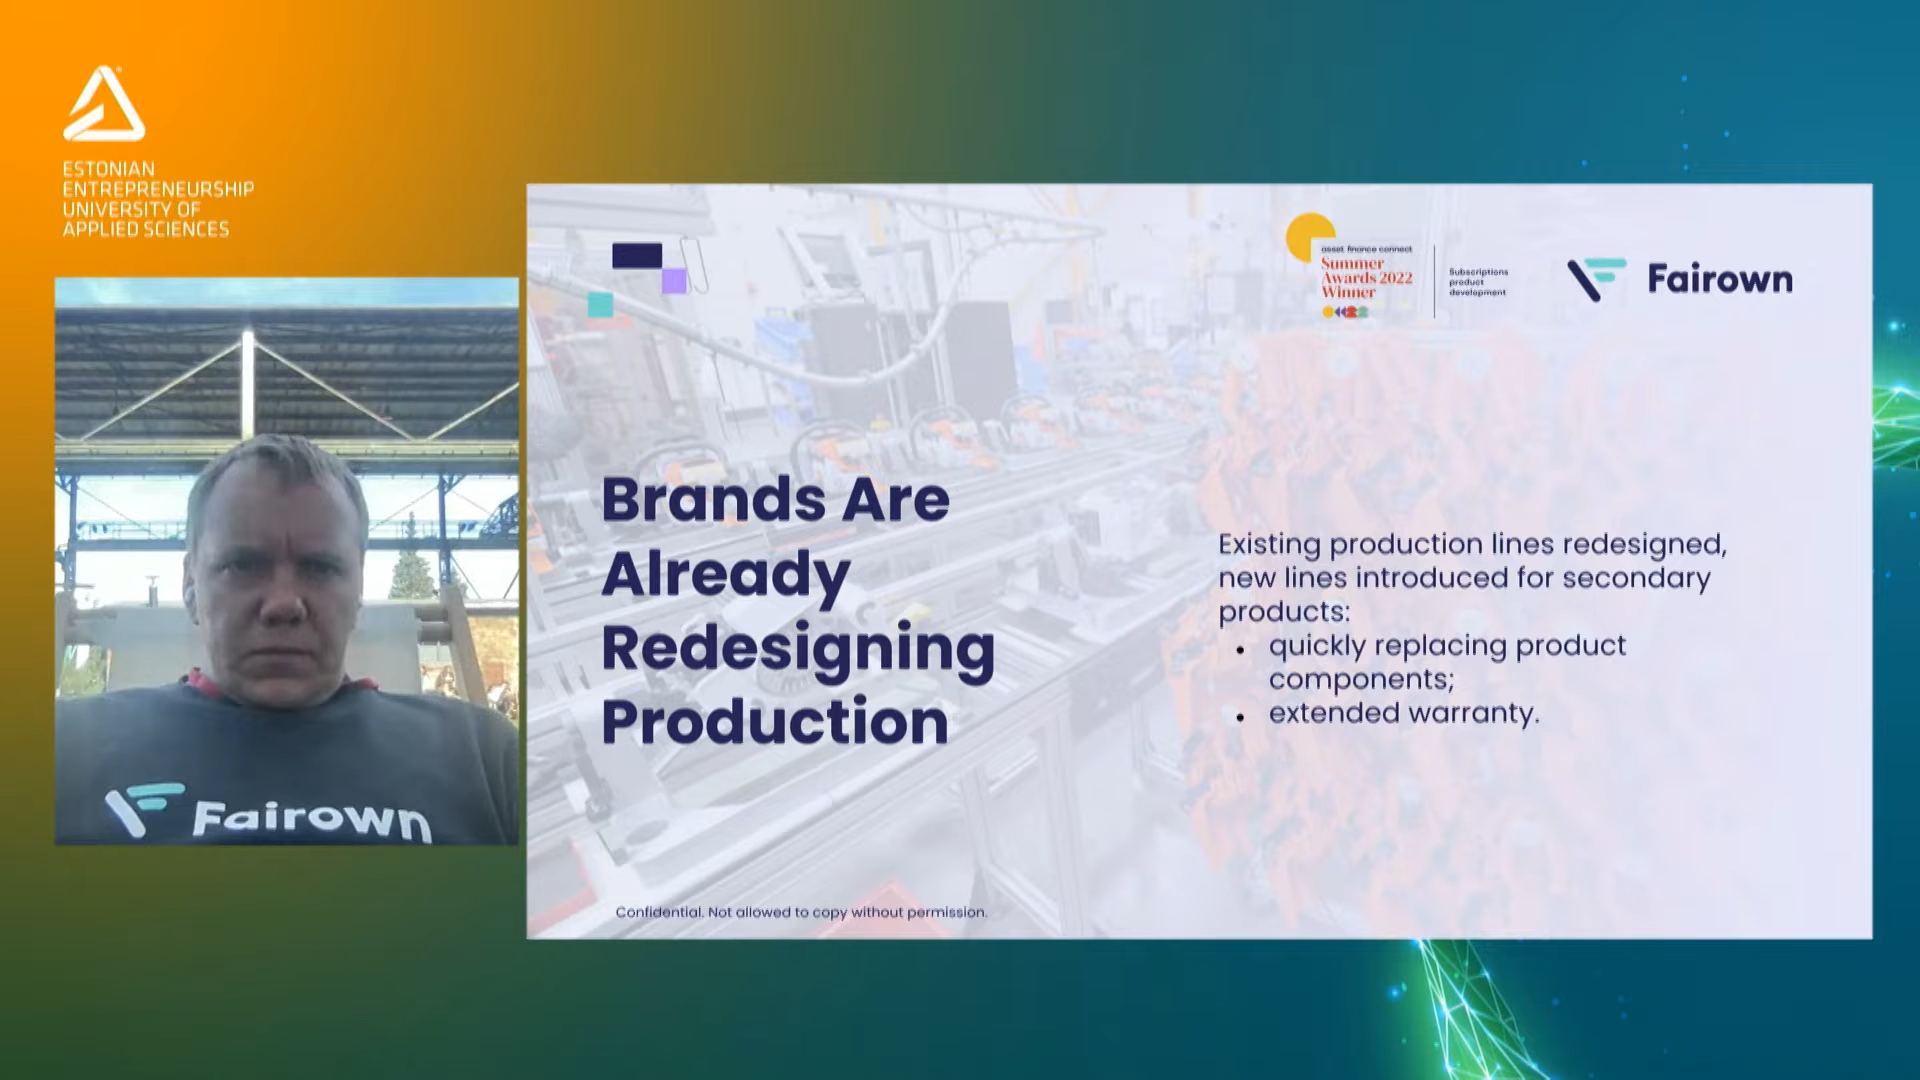 ESTONIAN
ENTREPRENEURSHIP
UNIVERSITY OF
APPLIED SCIENCES
asset finance connect
Summer
Awards 2022
Winner
Subscriptions
product
development
Fairown
Brands Are
Already
Redesigning
Production
Existing production lines redesigned,
new lines introduced for secondary
products:
• quickly replacing product
components;
• extended warranty.
Confidential. Not allowed to copy without permission.
Fairown